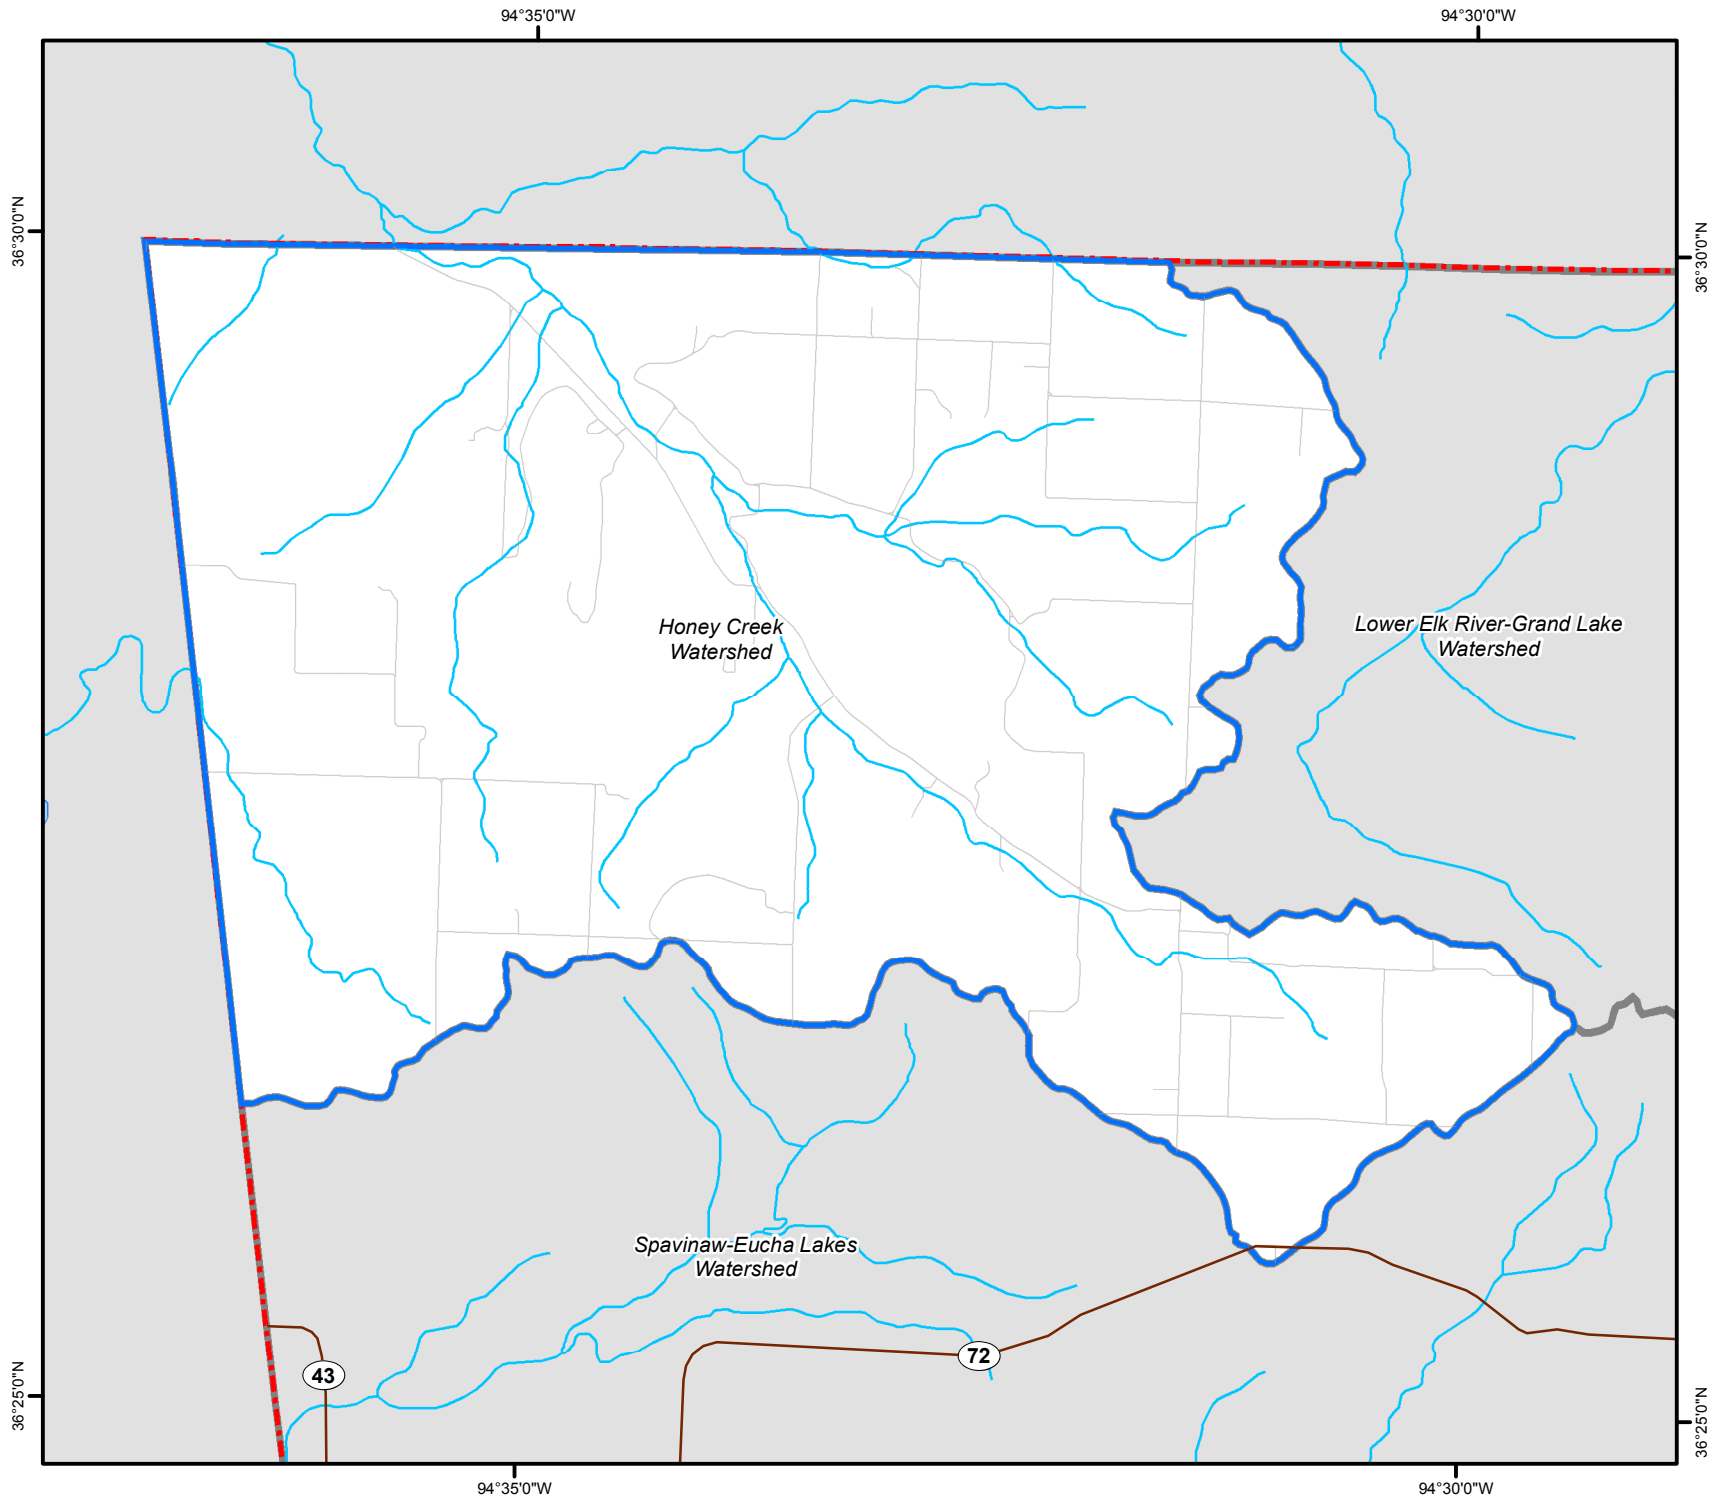 94°35'0"W
94°30'0"W
36°30'0"N
36°30'0"N
Honey Creek
Watershed
Lower Elk River-Grand Lake
Watershed
Spavinaw-Eucha Lakes
Watershed
72
43
36°25'0"N
36°25'0"N
94°35'0"W
94°30'0"W